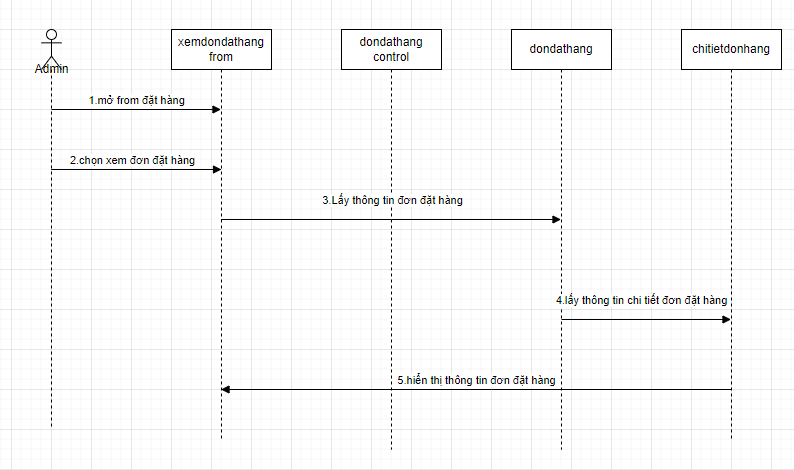 xemdondathang
from
dondathang
control
dondathang
chitietdonhang
Admin
1.mở from đặt hàng
2.chọn xem đơn đặt hàng
3.Lấy thông tin đơn đặt hàng
4.lấy thông tin chi tiết đơn đặt hàng
5.hiển thị thông tin đơn đặt hàng